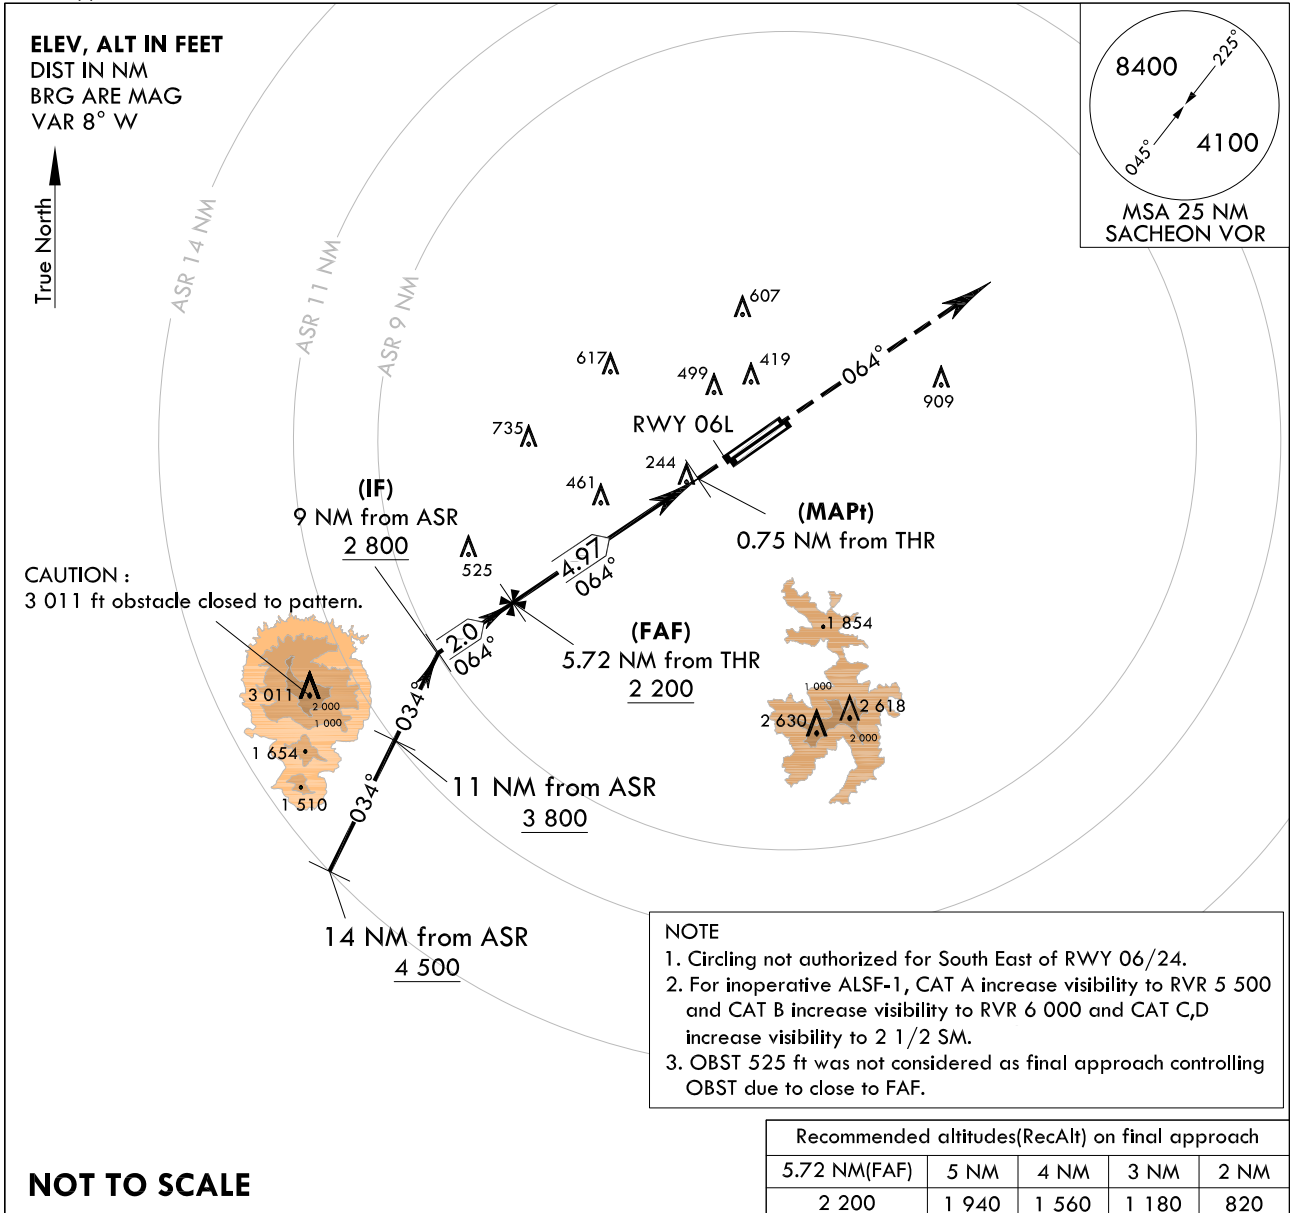 ELEV, ALT IN FEET
DIST IN NM
BRG ARE MAG
VAR 8° W
True North
8400
225°
045°
4100
MSA 25 NM
SACHEON VOR
ASR 14 NM
ASR 11 NM
ASR 9 NM
607
617
499
419
064°
909
735
RWY 06L
244
461
(IF)
9 NM from ASR
2 800
(MAPt)
0.75 NM from THR
525
4.97
064°
CAUTION :
3 011 ft obstacle closed to pattern.
2.0
064°
(FAF)
5.72 NM from THR
2 200
1 854
3 011
2 000
1 000
1 000
2 618
2 630
2 000
034°
1 654
1 510
034°
11 NM from ASR
3 800
14 NM from ASR
4 500
NOTE
1. Circling not authorized for South East of RWY 06/24.
2. For inoperative ALSF-1, CAT A increase visibility to RVR 5 500
and CAT B increase visibility to RVR 6 000 and CAT C,D
increase visibility to 2 1/2 SM.
3. OBST 525 ft was not considered as final approach controlling
OBST due to close to FAF.
Recommended altitudes(RecAlt) on final approach
5.72 NM(FAF) 5 NM 4 NM 3 NM 2 NM
2 200 1 940 1 560 1 180 820
NOT TO SCALE